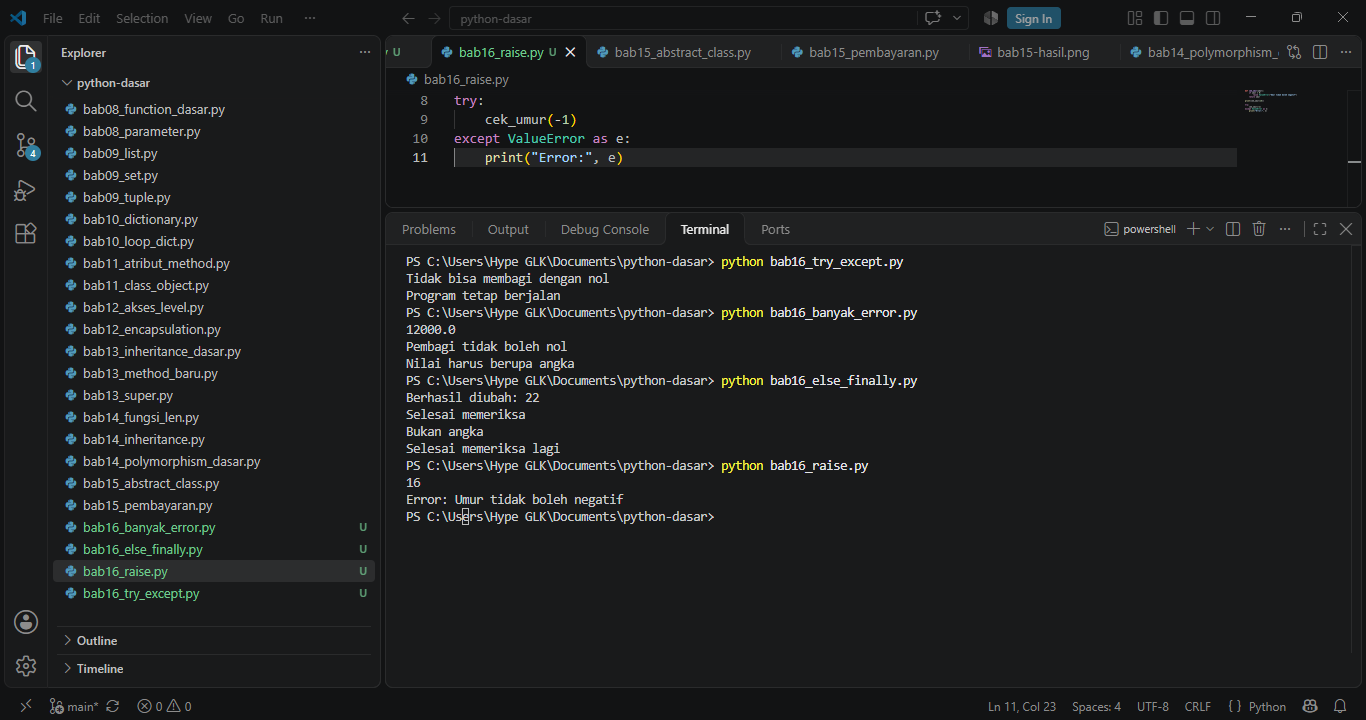 File Edit Selection View Go Run ··· python-dasar Sign In
Explorer ···
python-dasar
bab08_function_dasar.py
bab08_parameter.py
bab09_list.py
bab09_set.py
bab09_tuple.py
bab10_dictionary.py
bab10_loop_dict.py
bab11_atribut_method.py
bab11_class_object.py
bab12_akses_level.py
bab12_encapsulation.py
bab13_inheritance_dasar.py
bab13_method_baru.py
bab13_super.py
bab14_fungsi_len.py
bab14_inheritance.py
bab14_polymorphism_dasar.py
bab15_abstract_class.py
bab15_pembayaran.py
bab16_banyak_error.py U
bab16_else_finally.py U
bab16_raise.py U
bab16_try_except.py U
Outline
Timeline
1
4
U bab16_raise.py U bab15_abstract_class.py bab15_pembayaran.py bab15-hasil.png bab14_polymorphism_ ···
bab16_raise.py
8 try:
9 cek_umur(-1)
10 except ValueError as e:
11 print("Error:", e)
Problems Output Debug Console Terminal Ports powershell ···
PS C:\Users\Hype GLK\Documents\python-dasar> python bab16_try_except.py
Tidak bisa membagi dengan nol
Program tetap berjalan
PS C:\Users\Hype GLK\Documents\python-dasar> python bab16_banyak_error.py
12000.0
Pembagi tidak boleh nol
Nilai harus berupa angka
PS C:\Users\Hype GLK\Documents\python-dasar> python bab16_else_finally.py
Berhasil diubah: 22
Selesai memeriksa
Bukan angka
Selesai memeriksa lagi
PS C:\Users\Hype GLK\Documents\python-dasar> python bab16_raise.py
16
Error: Umur tidak boleh negatif
PS C:\Users\Hype GLK\Documents\python-dasar>
main* 0 0 Ln 11, Col 23 Spaces: 4 UTF-8 CRLF { } Python